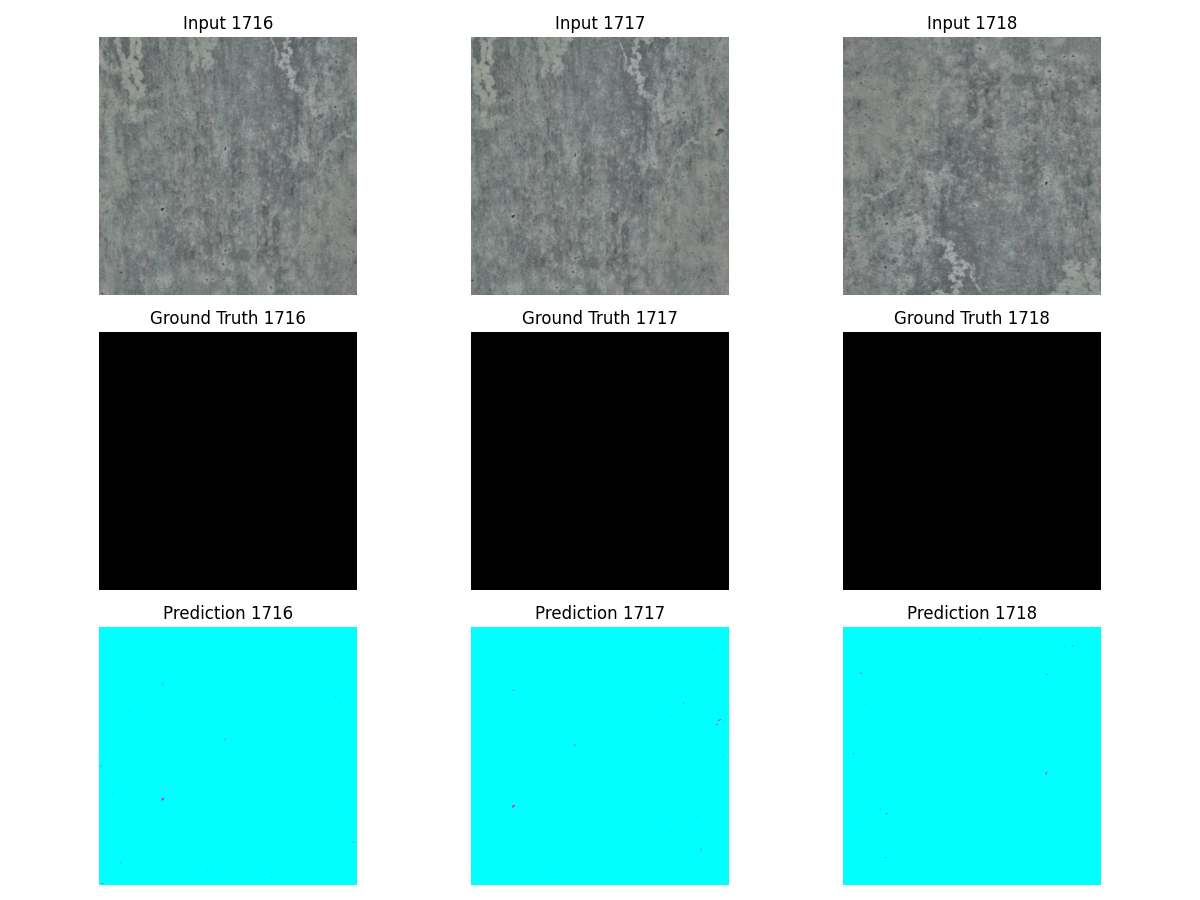 Input 1716
Input 1717
Input 1718
Ground Truth 1716
Ground Truth 1717
Ground Truth 1718
Prediction 1716
Prediction 1717
Prediction 1718